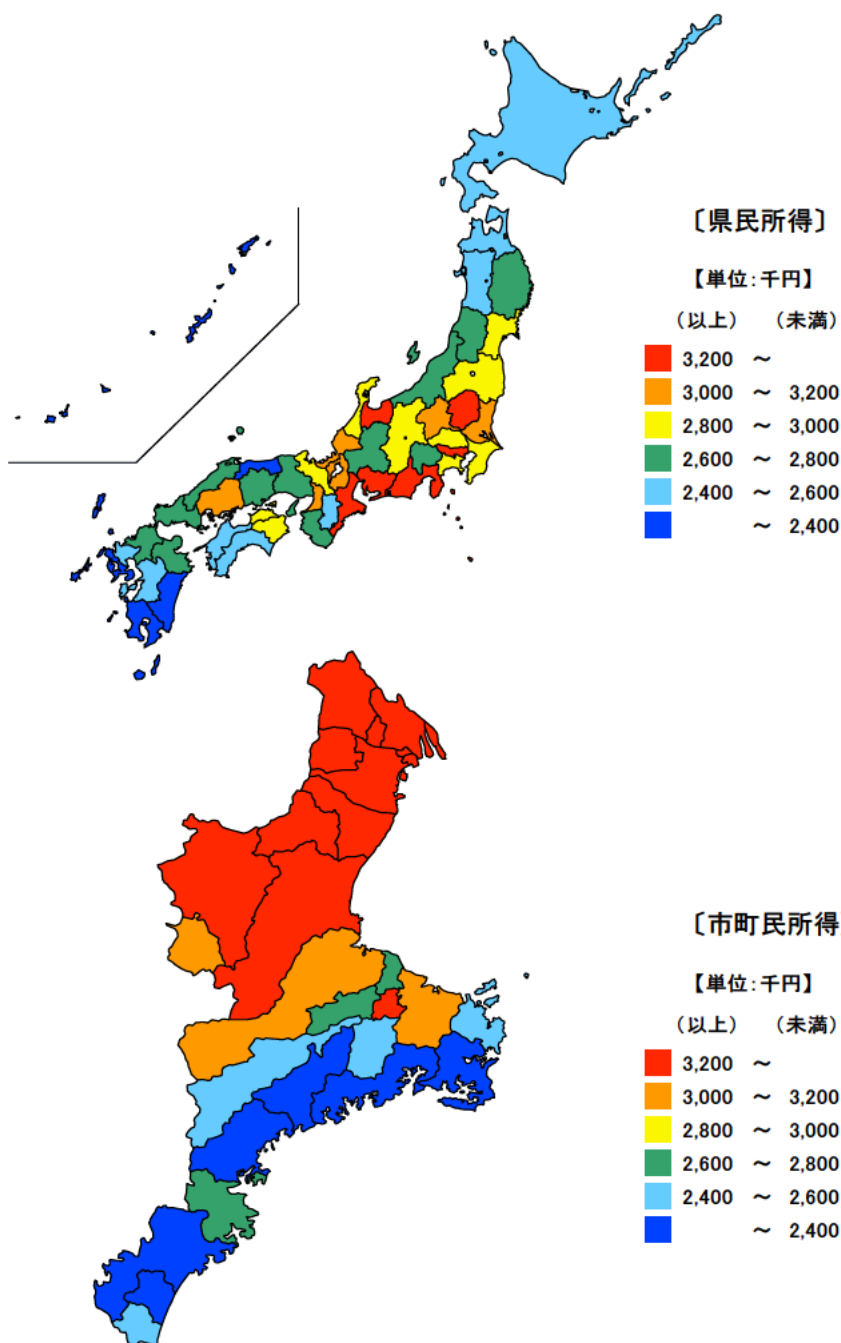 〔県民所得〕
【単位：千円】
（以上） （未満）
3,200 ～
3,000 ～ 3,200
2,800 ～ 3,000
2,600 ～ 2,800
2,400 ～ 2,600
～ 2,400
〔市町民所得
【単位：千円】
（以上） （未満）
3,200 ～
3,000 ～ 3,200
2,800 ～ 3,000
2,600 ～ 2,800
2,400 ～ 2,600
～ 2,400